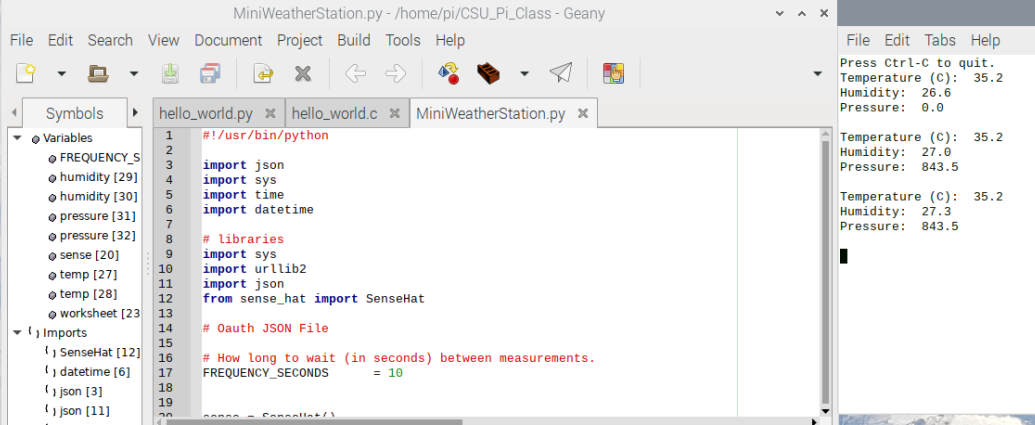 MiniWeatherStation.py - /home/pi/CSU_Pi_Class - Geany
File Edit Search View Document Project Build Tools Help
Symbols
Variables
FREQUENCY_S
humidity [29]
humidity [30]
pressure [31]
pressure [32]
sense [20]
temp [27]
temp [28]
worksheet [23
Imports
SenseHat [12]
datetime [6]
json [3]
json [11]
hello_world.py hello_world.c MiniWeatherStation.py
1 #!/usr/bin/python
2
3 import json
4 import sys
5 import time
6 import datetime
7
8 # libraries
9 import sys
10 import urllib2
11 import json
12 from sense_hat import SenseHat
13
14 # Oauth JSON File
15
16 # How long to wait (in seconds) between measurements.
17 FREQUENCY_SECONDS = 10
18
19
20 sense = SenseHat()
File Edit Tabs Help
Press Ctrl-C to quit.
Temperature (C): 35.2
Humidity: 26.6
Pressure: 0.0
Temperature (C): 35.2
Humidity: 27.0
Pressure: 843.5
Temperature (C): 35.2
Humidity: 27.3
Pressure: 843.5